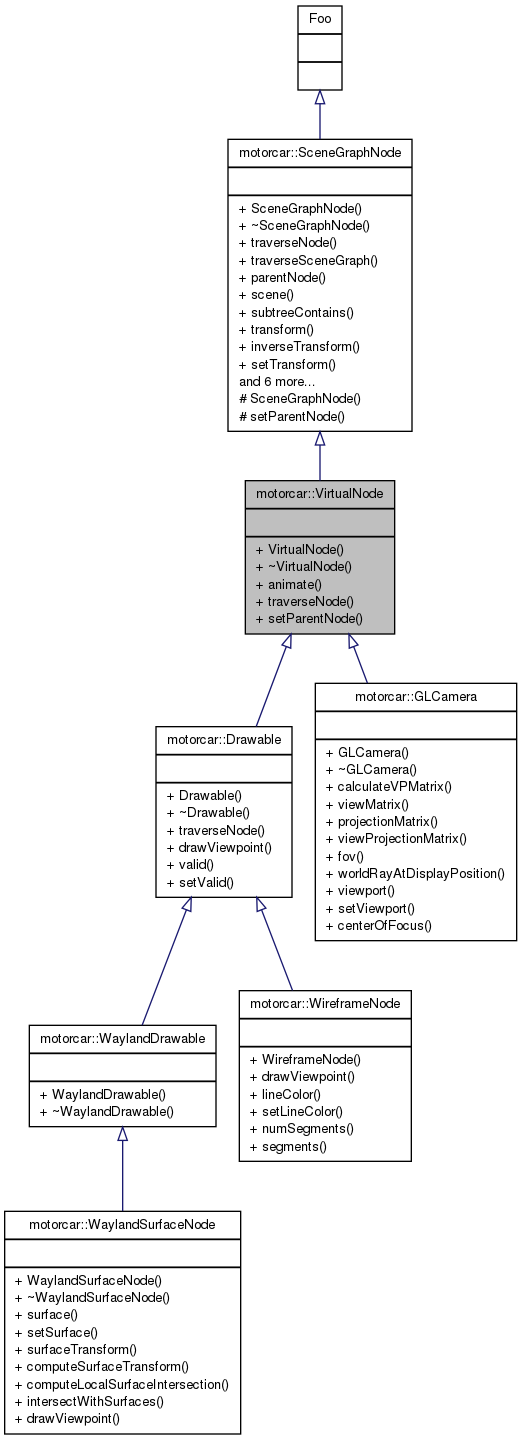 Foo
motorcar::SceneGraphNode
+ SceneGraphNode()
+ ~SceneGraphNode()
+ traverseNode()
+ traverseSceneGraph()
+ parentNode()
+ scene()
+ subtreeContains()
+ transform()
+ inverseTransform()
+ setTransform()
and 6 more...
# SceneGraphNode()
# setParentNode()
motorcar::VirtualNode
+ VirtualNode()
+ ~VirtualNode()
+ animate()
+ traverseNode()
+ setParentNode()
motorcar::Drawable
+ Drawable()
+ ~Drawable()
+ traverseNode()
+ drawViewpoint()
+ valid()
+ setValid()
motorcar::GLCamera
+ GLCamera()
+ ~GLCamera()
+ calculateVPMatrix()
+ viewMatrix()
+ projectionMatrix()
+ viewProjectionMatrix()
+ fov()
+ worldRayAtDisplayPosition()
+ viewport()
+ setViewport()
+ centerOfFocus()
motorcar::WaylandDrawable
+ WaylandDrawable()
+ ~WaylandDrawable()
motorcar::WireframeNode
+ WireframeNode()
+ drawViewpoint()
+ lineColor()
+ setLineColor()
+ numSegments()
+ segments()
motorcar::WaylandSurfaceNode
+ WaylandSurfaceNode()
+ ~WaylandSurfaceNode()
+ surface()
+ setSurface()
+ surfaceTransform()
+ computeSurfaceTransform()
+ computeLocalSurfaceIntersection()
+ intersectWithSurfaces()
+ drawViewpoint()